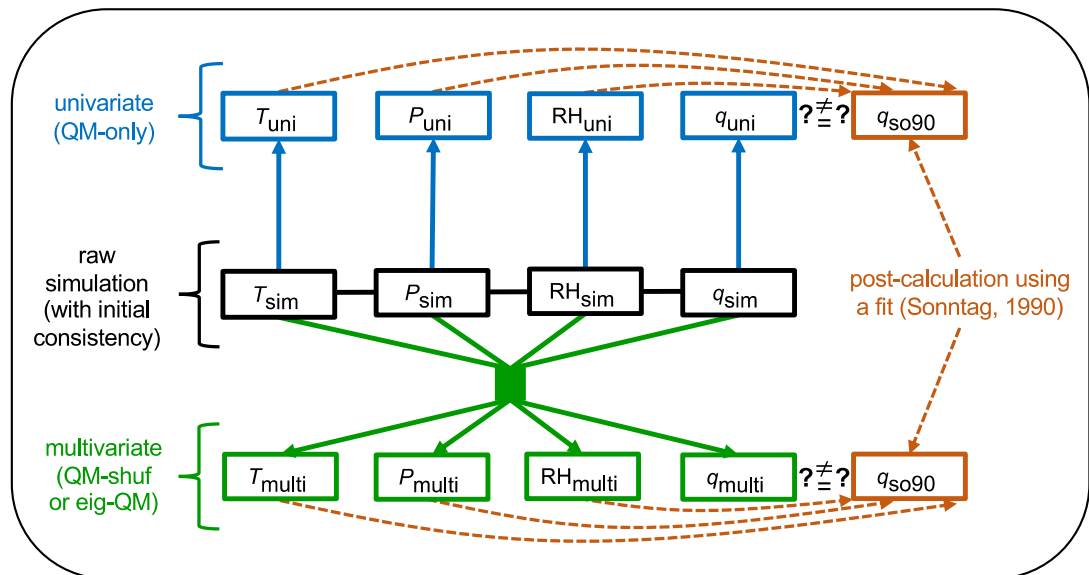 univariate
(QM-only)
T_uni
P_uni
RH_uni
q_uni
? ≠= ?
q_so90
raw
simulation
(with initial
consistency)
T_sim
P_sim
RH_sim
q_sim
post-calculation using
a fit (Sonntag, 1990)
multivariate
(QM-shuf
or eig-QM)
T_multi
P_multi
RH_multi
q_multi
? ≠= ?
q_so90